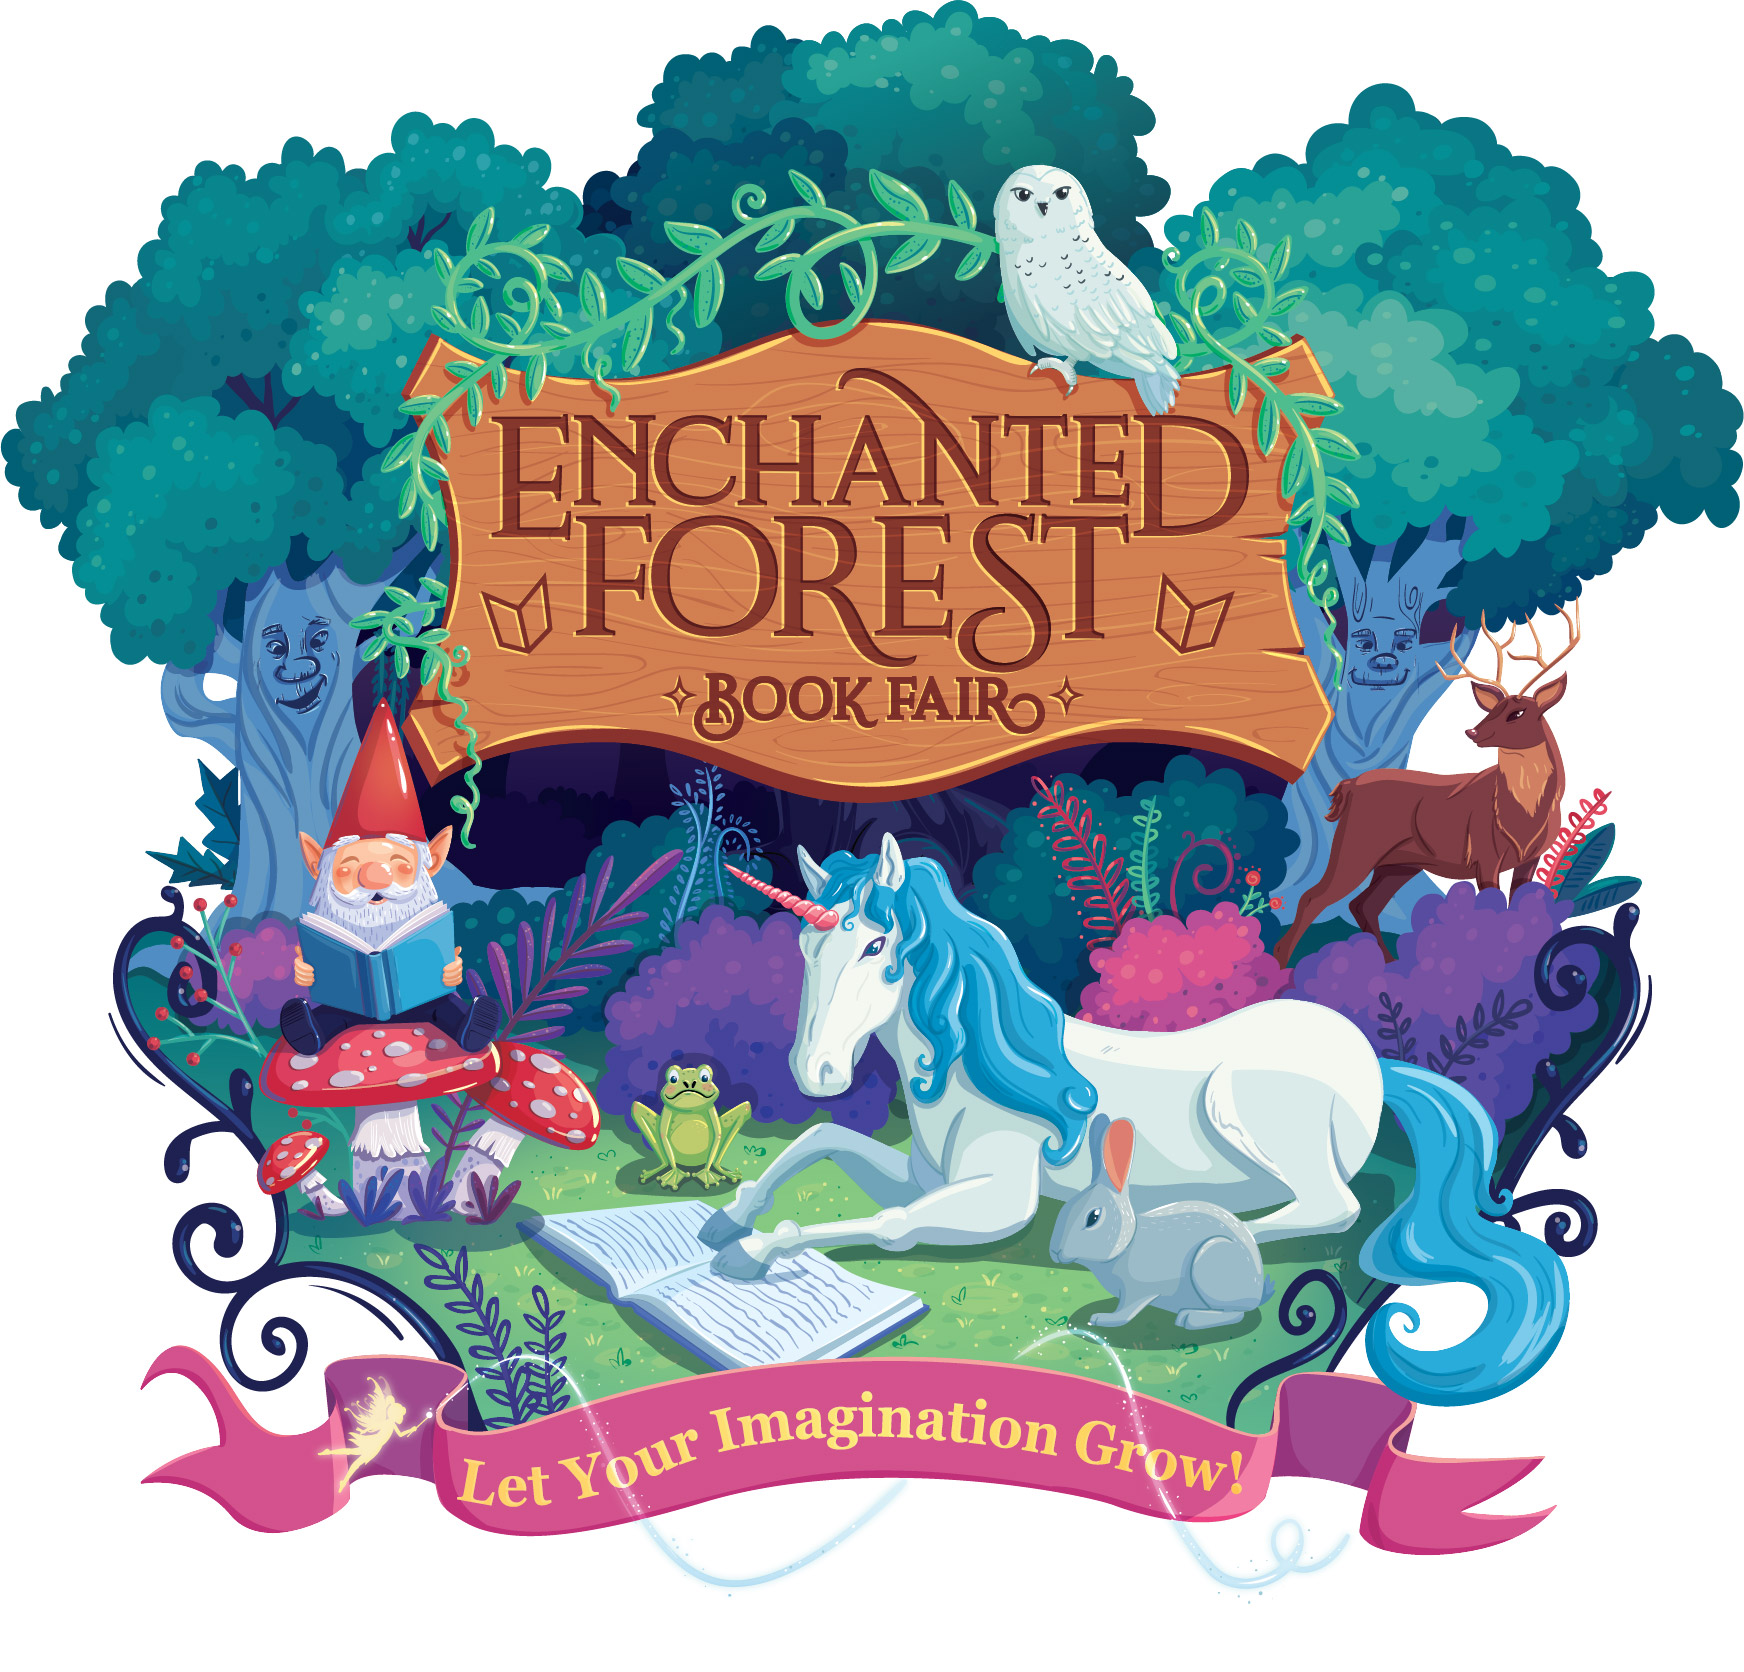 ENCHANTED
FOREST
BOOK FAIR
Let Your Imagination Grow!